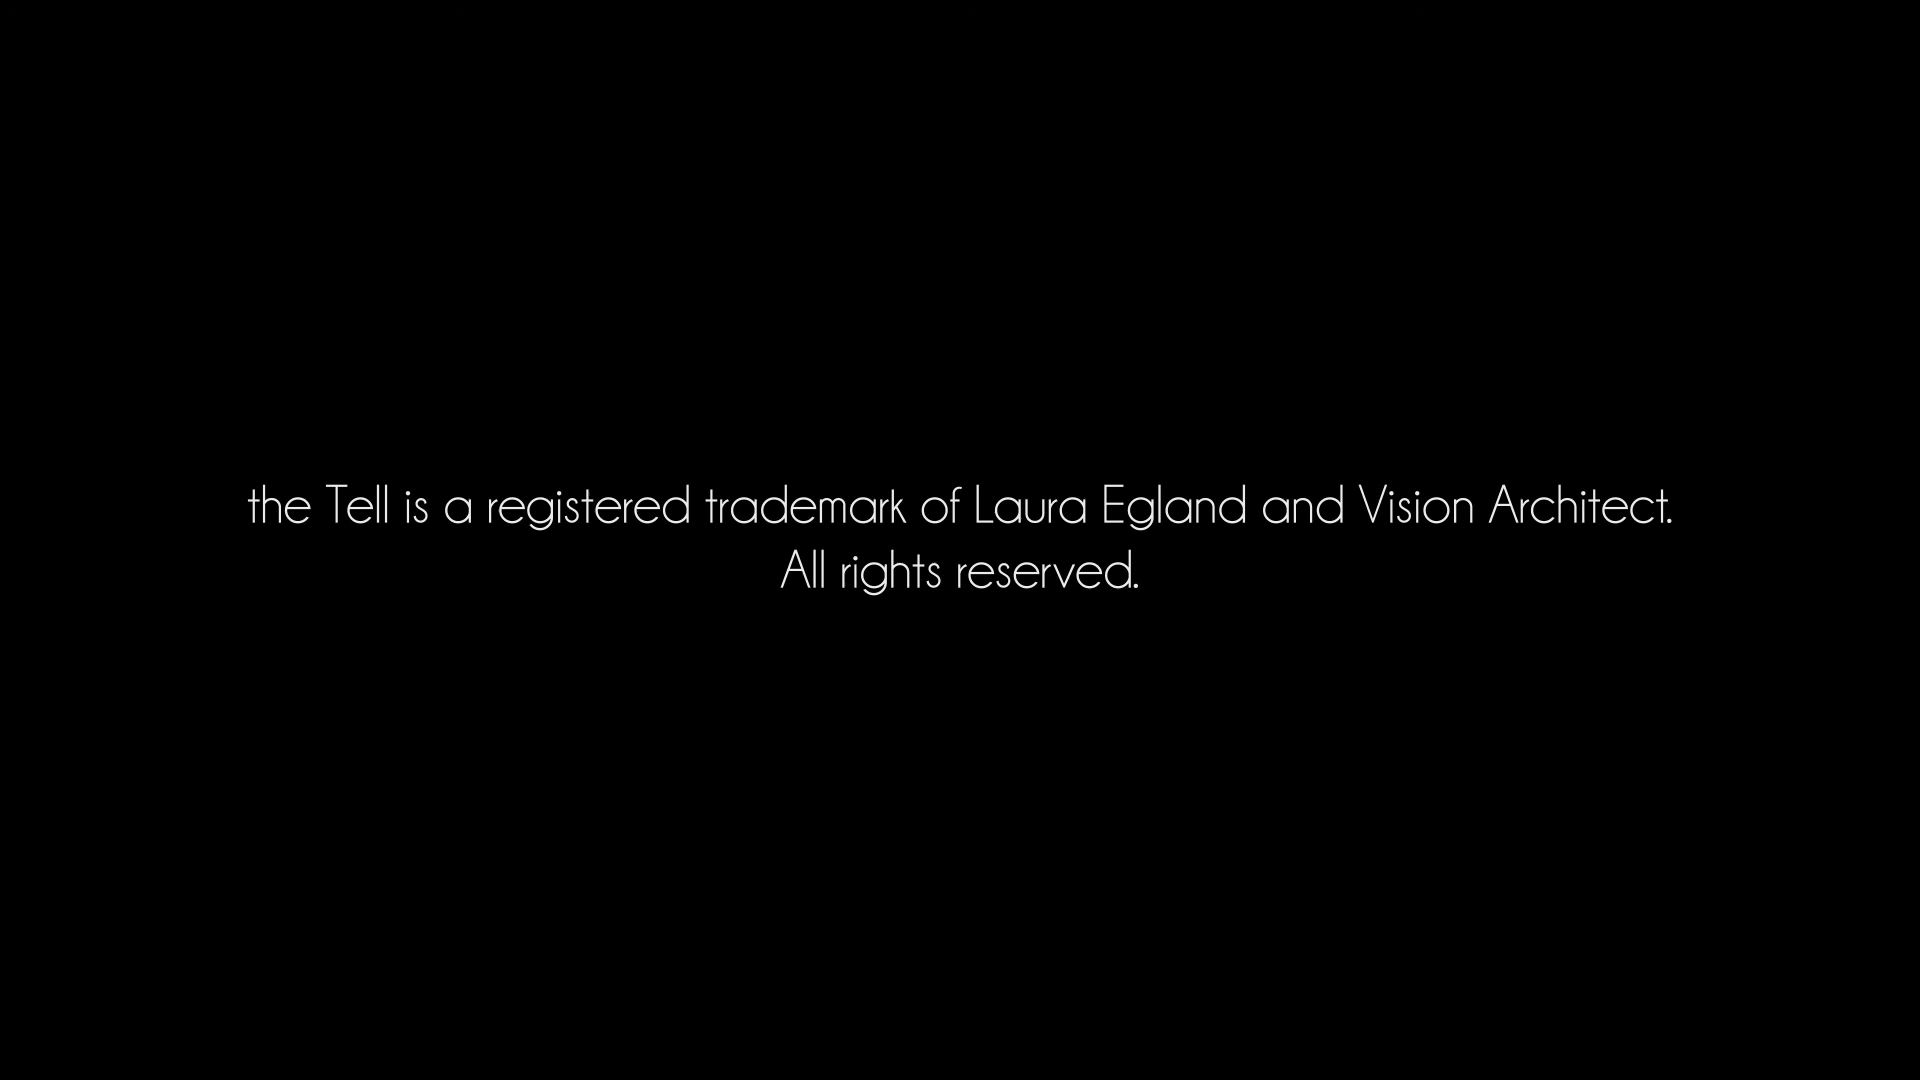 the Tell is a registered trademark of Laura Egland and Vision Architect.
All rights reserved.